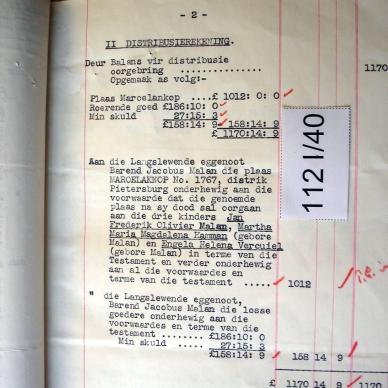 - 2 -
II DISTRIBUSIEREKENING.
Deur Balans vir distribusie
oorgebring ............... 1170
Opgemaak as volg:-
Plaas Maroelankop ....£ 1012: 0: 0
Roerende goed £186:10: 0
Min skuld 27:15: 3
£158:14: 9 158:14: 9
£ 1170:14: 9
112 I/40
Aan die Langslewende eggenoot
Barend Jacobus Malan die plaas
MAROELAKOP No. 1767, distrik
Pietersburg onderhewig aan die
voorwaarde dat die genoemde
plaas na sy dood sal oorgaan
aan die drie kinders Jan
Frederik Olivier Malan, Martha
Maria Magdalena Hamman (gebore
Malan) en Engela Helena Vercuiel
(gebore Malan) in terme van die
Testament en verder onderhewig
aan al die voorwaardes en
terme van die testament ..... 1012
" die Langslewende eggenoot,
Barend Jacobus Malan die losse
goedere onderhewig aan die
voorwaardes en terme van die
testament ........ £186:10: 0
Min skuld ..... 27:15: 3
£158:14: 9 158 14 9
£ 1170 14 9 1170